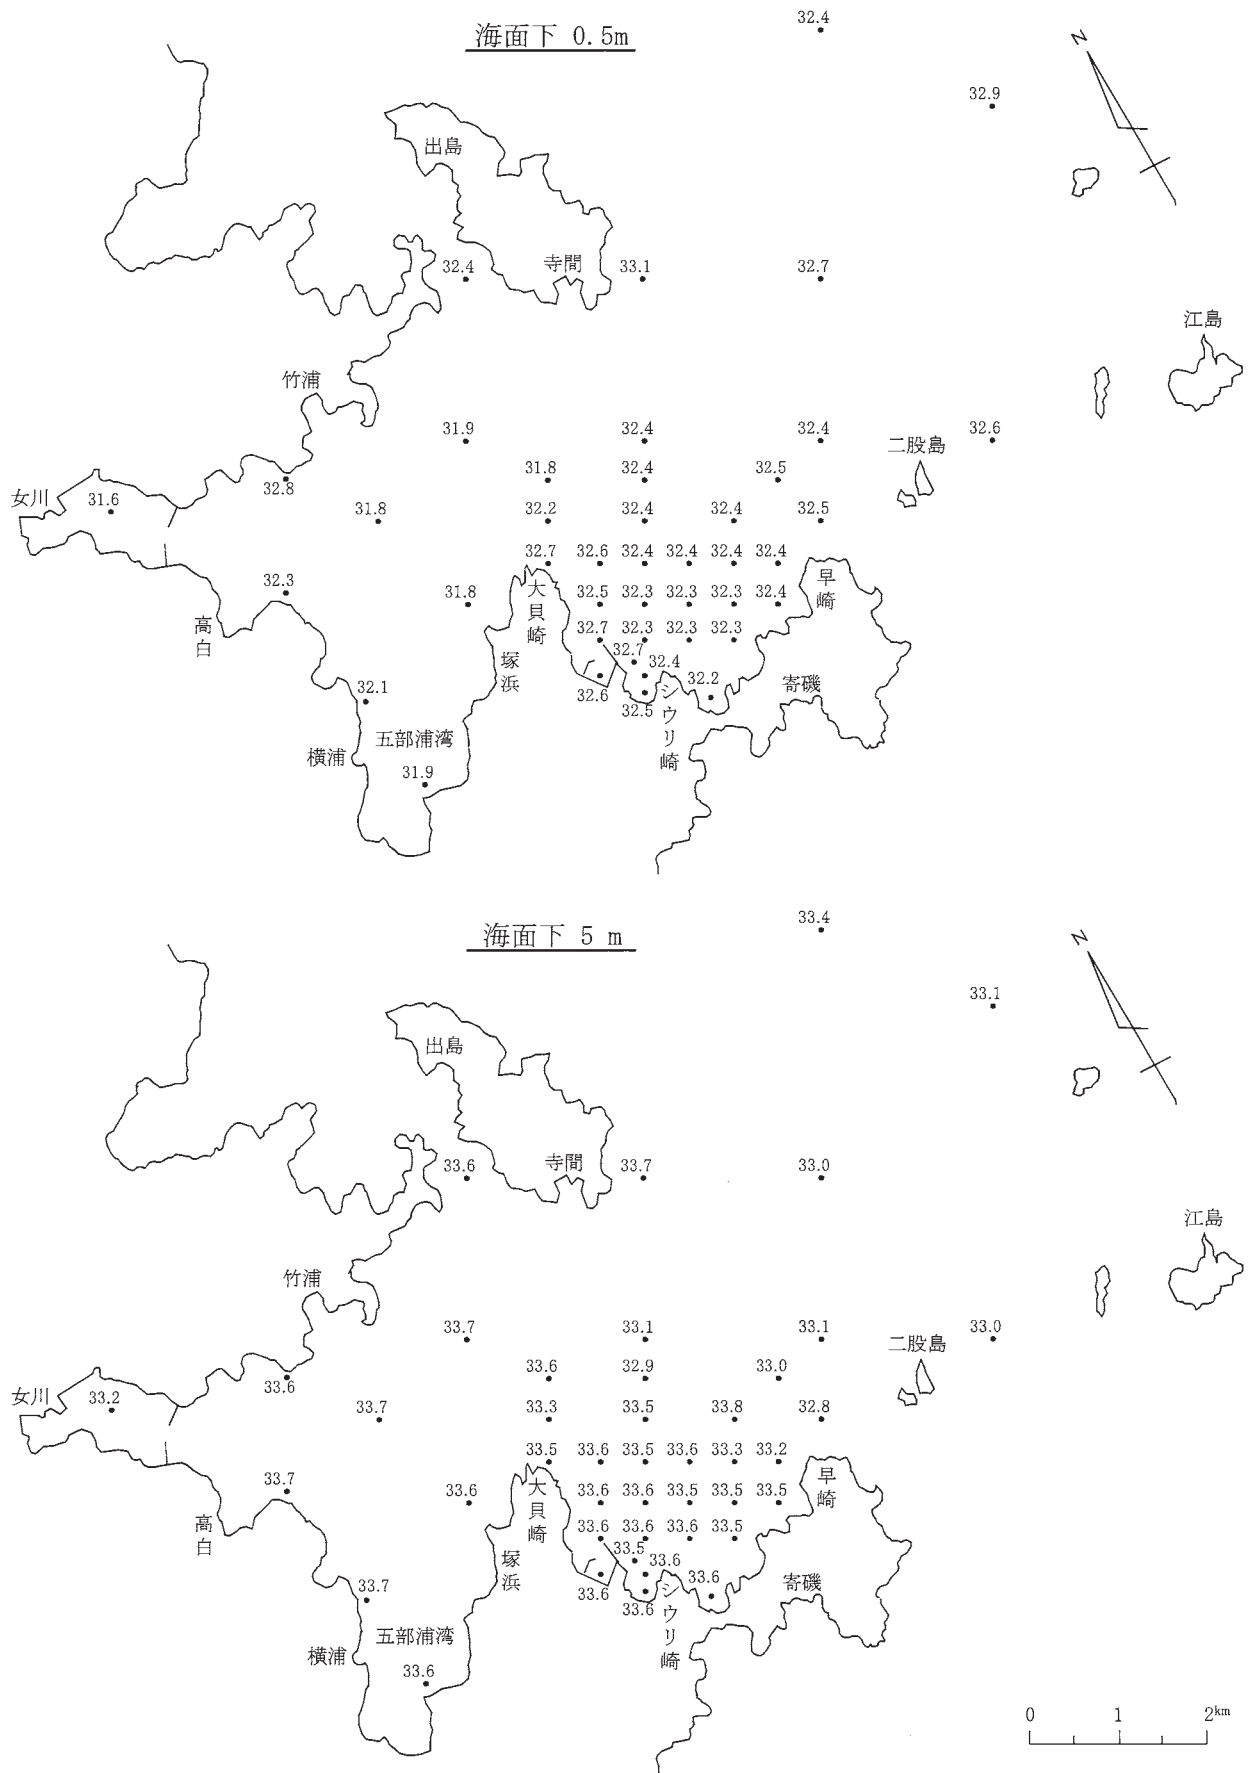 海面下 0.5m
32.4
N
32.9
出島
寺間
32.4
33.1
32.7
江島
竹浦
31.9
32.4
32.4
32.6
二股島
31.8
32.4
32.5
女川
31.6
32.8
31.8
32.2
32.4
32.4
32.5
32.7
32.6
32.4
32.4
32.4
32.4
32.3
31.8
大貝崎
32.5
32.3
32.3
32.3
32.4
早崎
高白
32.7
32.3
32.3
32.3
塚浜
32.7
32.4
32.6
32.5
32.2
シウリ崎
寄磯
32.1
五部浦湾
横浦
31.9
海面下 5 m
33.4
N
33.1
出島
寺間
33.6
33.7
33.0
江島
竹浦
33.7
33.1
33.1
33.0
二股島
33.6
32.9
33.0
女川
33.2
33.6
33.7
33.3
33.5
33.8
32.8
33.5
33.6
33.5
33.6
33.3
33.2
33.7
33.6
大貝崎
33.6
33.6
33.5
33.5
33.5
早崎
高白
33.6
33.6
33.6
33.5
塚浜
33.5
33.6
33.6
33.6
33.6
シウリ崎
寄磯
33.7
五部浦湾
横浦
33.6
0 1 2km